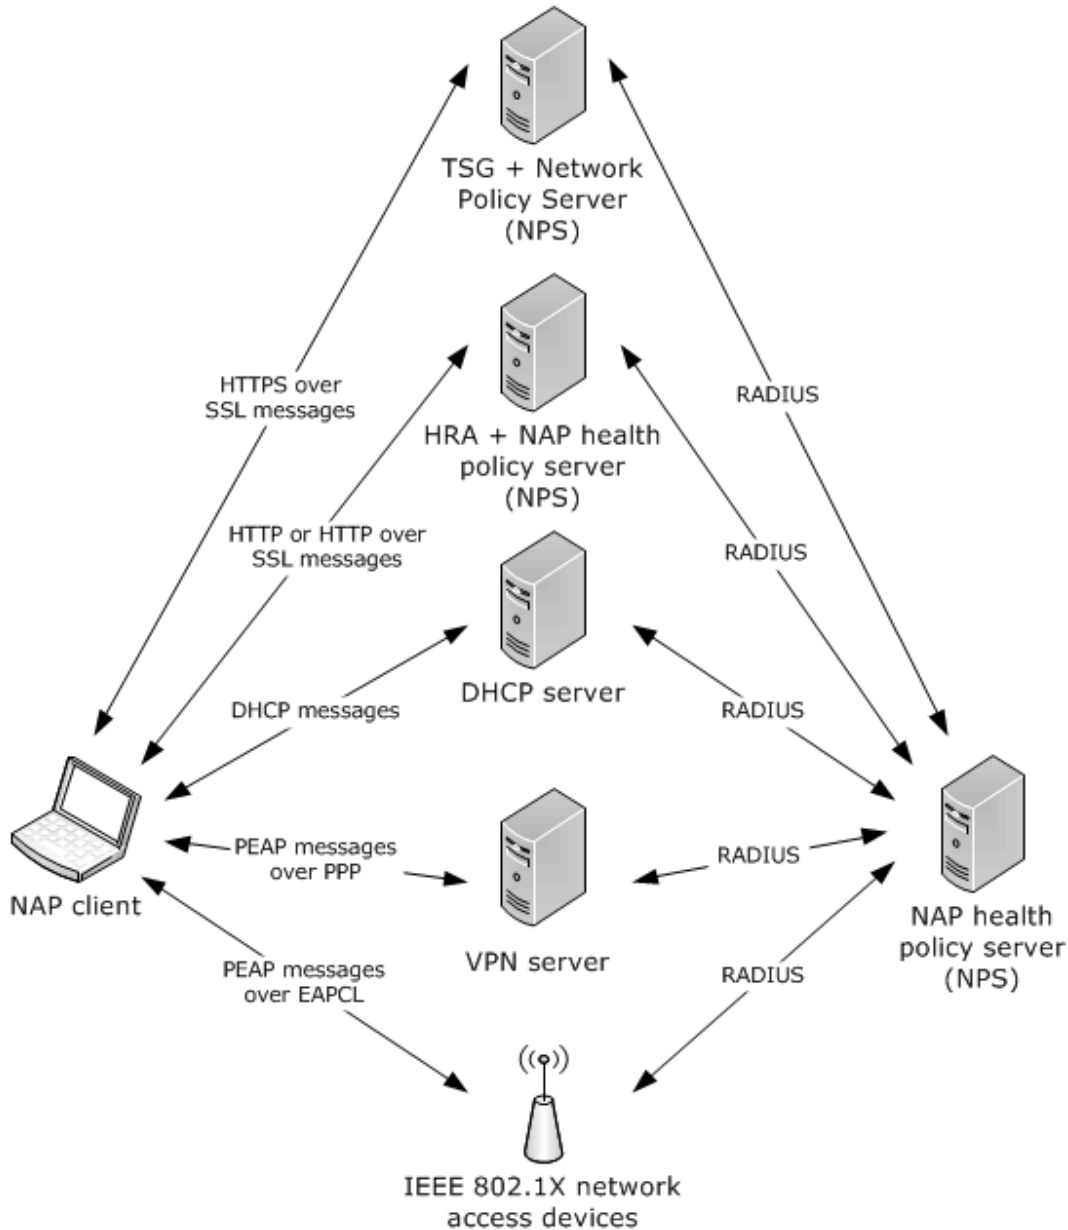 TSG + Network
Policy Server
(NPS)
HTTPS over
SSL messages
RADIUS
HRA + NAP health
policy server
(NPS)
HTTP or HTTP over
SSL messages
RADIUS
DHCP server
DHCP messages
RADIUS
NAP client
PEAP messages
over PPP
RADIUS
VPN server
NAP health
policy server
(NPS)
PEAP messages
over EAPCL
RADIUS
IEEE 802.1X network
access devices